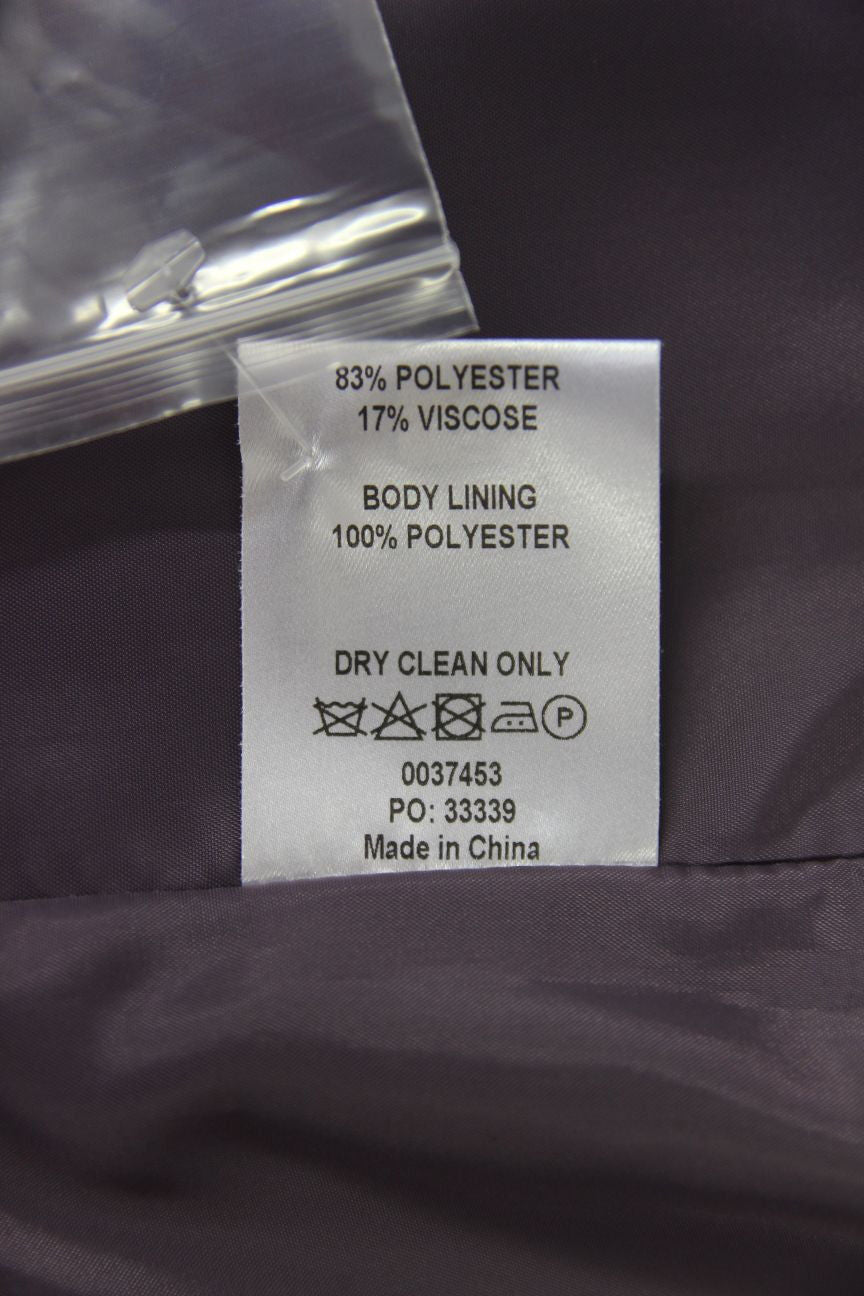 83% POLYESTER
17% VISCOSE
BODY LINING
100% POLYESTER
DRY CLEAN ONLY
P
0037453
PO: 33339
Made in China